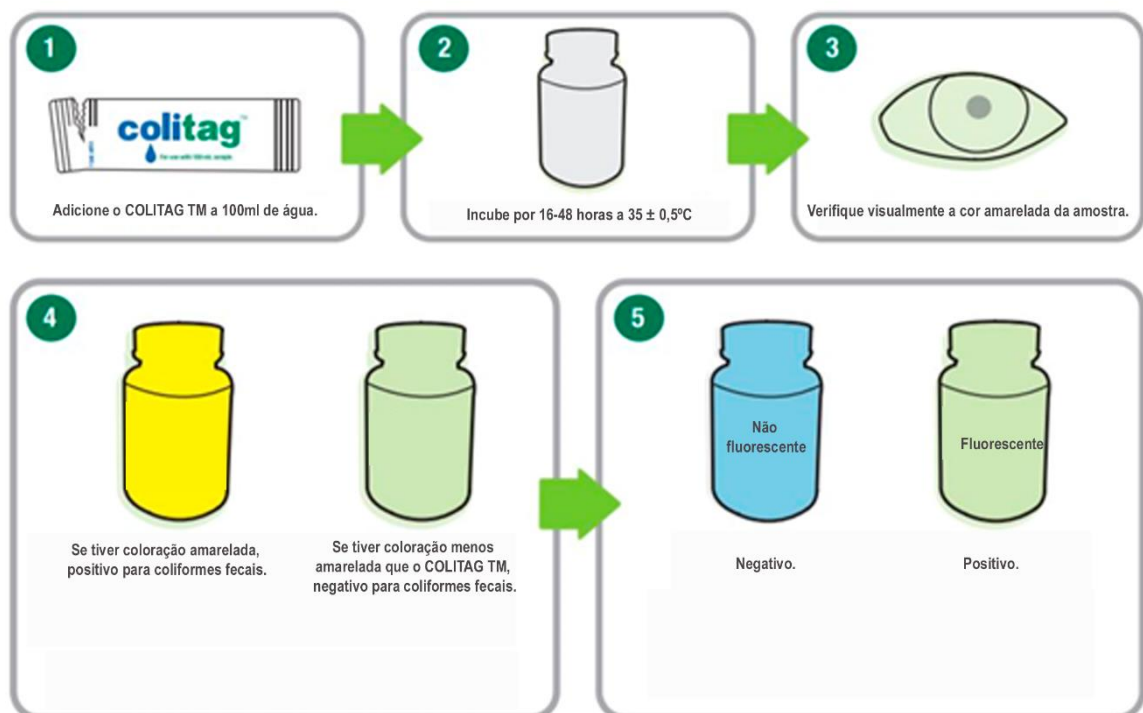 1
colitag™
Adicione o COLITAG TM a 100ml de água.
2
Incube por 16-48 horas a 35 ± 0,5ºC
3
Verifique visualmente a cor amarelada da amostra.
4
Se tiver coloração amarelada,
positivo para coliformes fecais.
Se tiver coloração menos
amarelada que o COLITAG TM,
negativo para coliformes fecais.
5
Não
fluorescente
Negativo.
Fluorescente
Positivo.